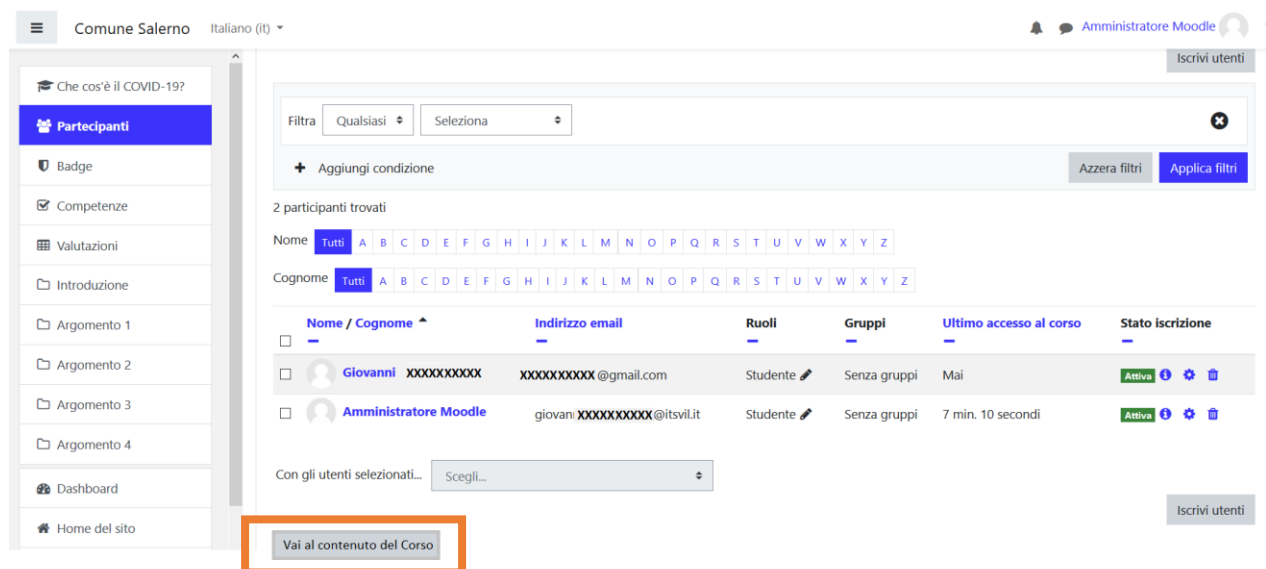 Comune Salerno Italiano (it) Amministratore Moodle
Iscrivi utenti
Che cos'è il COVID-19?
Partecipanti
Badge
Competenze
Valutazioni
Introduzione
Argomento 1
Argomento 2
Argomento 3
Argomento 4
Dashboard
Home del sito
Filtra Qualsiasi Seleziona
Aggiungi condizione Azzera filtri Applica filtri
2 participanti trovati
Nome Tutti A B C D E F G H I J K L M N O P Q R S T U V W X Y Z
Cognome Tutti A B C D E F G H I J K L M N O P Q R S T U V W X Y Z
Nome / Cognome Indirizzo email Ruoli Gruppi Ultimo accesso al corso Stato iscrizione
Giovanni XXXXXXXXXX XXXXXXXXXX @gmail.com Studente Senza gruppi Mai Attiva
Amministratore Moodle giovani XXXXXXXXXX @itsvil.it Studente Senza gruppi 7 min. 10 secondi Attiva
Con gli utenti selezionati... Scegli...
Iscrivi utenti
Vai al contenuto del Corso